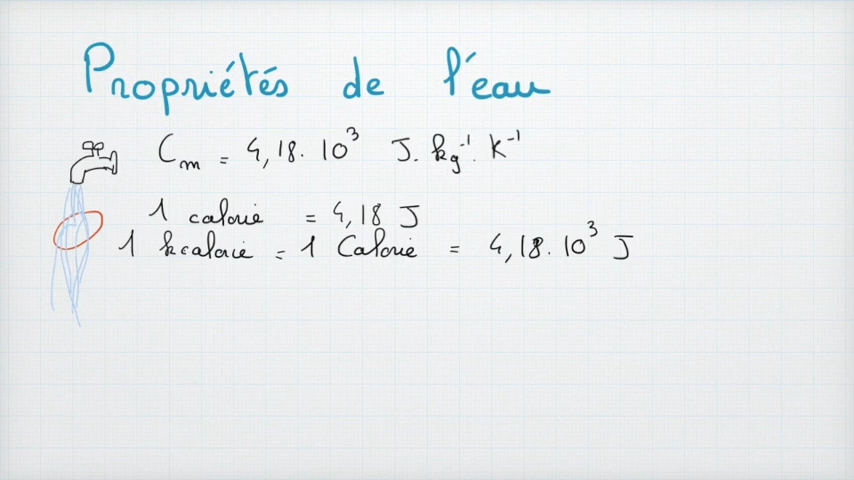 Propriétés de l'eau
Cm = 4,18. 10³ J. kg⁻¹. K⁻¹
1 calorie = 4,18 J
1 kcalorie = 1 Calorie = 4,18. 10³ J